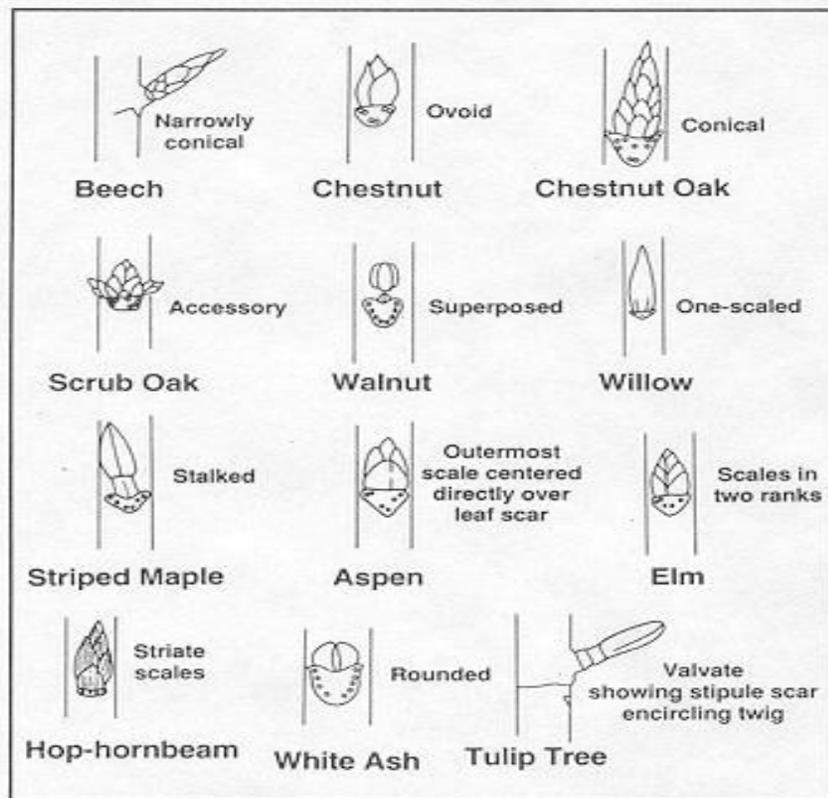 Narrowly
conical
Beech
Ovoid
Chestnut
Conical
Chestnut Oak
Accessory
Scrub Oak
Superposed
Walnut
One-scaled
Willow
Stalked
Striped Maple
Outermost
scale centered
directly over
leaf scar
Aspen
Scales in
two ranks
Elm
Striate
scales
Hop-hornbeam
Rounded
White Ash
Valvate
showing stipule scar
encircling twig
Tulip Tree